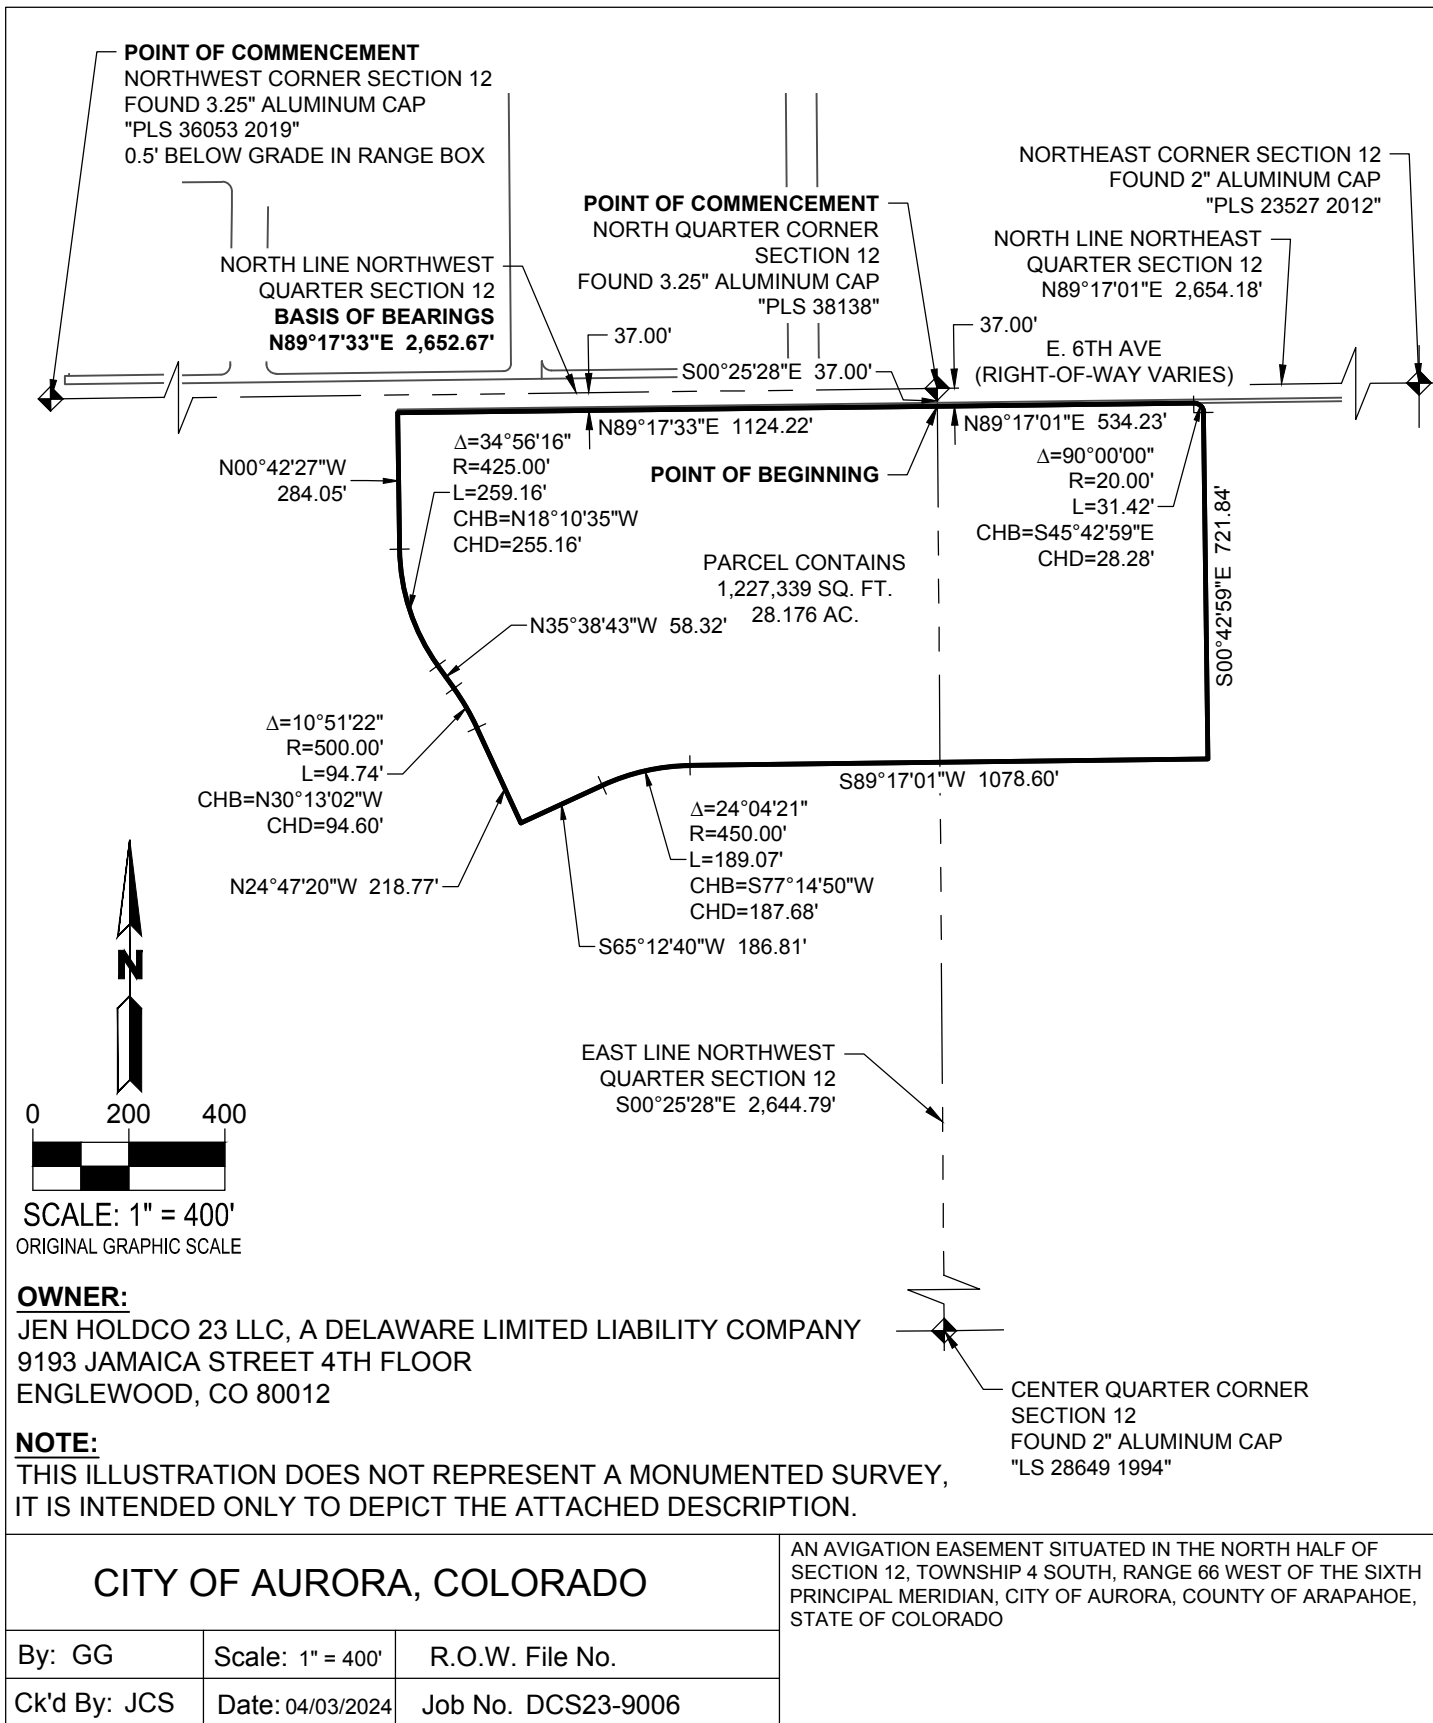 POINT OF COMMENCEMENT
NORTHWEST CORNER SECTION 12
FOUND 3.25" ALUMINUM CAP
"PLS 36053 2019"
0.5' BELOW GRADE IN RANGE BOX
NORTHEAST CORNER SECTION 12
FOUND 2" ALUMINUM CAP
"PLS 23527 2012"
POINT OF COMMENCEMENT
NORTH QUARTER CORNER
SECTION 12
FOUND 3.25" ALUMINUM CAP
"PLS 38138"
NORTH LINE NORTHEAST
QUARTER SECTION 12
N89°17'01"E 2,654.18'
NORTH LINE NORTHWEST
QUARTER SECTION 12
BASIS OF BEARINGS
N89°17'33"E 2,652.67'
37.00'
37.00'
E. 6TH AVE
(RIGHT-OF-WAY VARIES)
S00°25'28"E 37.00'
N89°17'33"E 1124.22'
N89°17'01"E 534.23'
N00°42'27"W
284.05'
Δ=34°56'16"
R=425.00'
L=259.16'
CHB=N18°10'35"W
CHD=255.16'
POINT OF BEGINNING
Δ=90°00'00"
R=20.00'
L=31.42'
CHB=S45°42'59"E
CHD=28.28'
S00°42'59"E 721.84'
PARCEL CONTAINS
1,227,339 SQ. FT.
28.176 AC.
N35°38'43"W 58.32'
Δ=10°51'22"
R=500.00'
L=94.74'
CHB=N30°13'02"W
CHD=94.60'
S89°17'01"W 1078.60'
Δ=24°04'21"
R=450.00'
L=189.07'
CHB=S77°14'50"W
CHD=187.68'
N24°47'20"W 218.77'
S65°12'40"W 186.81'
N
EAST LINE NORTHWEST
QUARTER SECTION 12
S00°25'28"E 2,644.79'
0 200 400
SCALE: 1" = 400'
ORIGINAL GRAPHIC SCALE
OWNER:
JEN HOLDCO 23 LLC, A DELAWARE LIMITED LIABILITY COMPANY
9193 JAMAICA STREET 4TH FLOOR
ENGLEWOOD, CO 80012
CENTER QUARTER CORNER
SECTION 12
FOUND 2" ALUMINUM CAP
"LS 28649 1994"
NOTE:
THIS ILLUSTRATION DOES NOT REPRESENT A MONUMENTED SURVEY,
IT IS INTENDED ONLY TO DEPICT THE ATTACHED DESCRIPTION.
CITY OF AURORA, COLORADO
AN AVIGATION EASEMENT SITUATED IN THE NORTH HALF OF
SECTION 12, TOWNSHIP 4 SOUTH, RANGE 66 WEST OF THE SIXTH
PRINCIPAL MERIDIAN, CITY OF AURORA, COUNTY OF ARAPAHOE,
STATE OF COLORADO
By: GG Scale: 1" = 400' R.O.W. File No.
Ck'd By: JCS Date: 04/03/2024 Job No. DCS23-9006